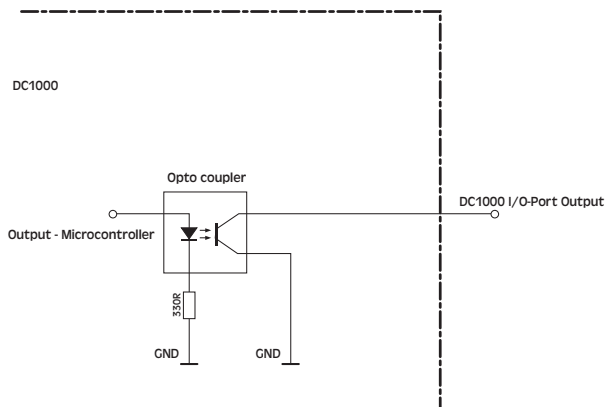 DC1000
Opto coupler
DC1000 I/O-Port Output
Output - Microcontroller
330R
GND
GND